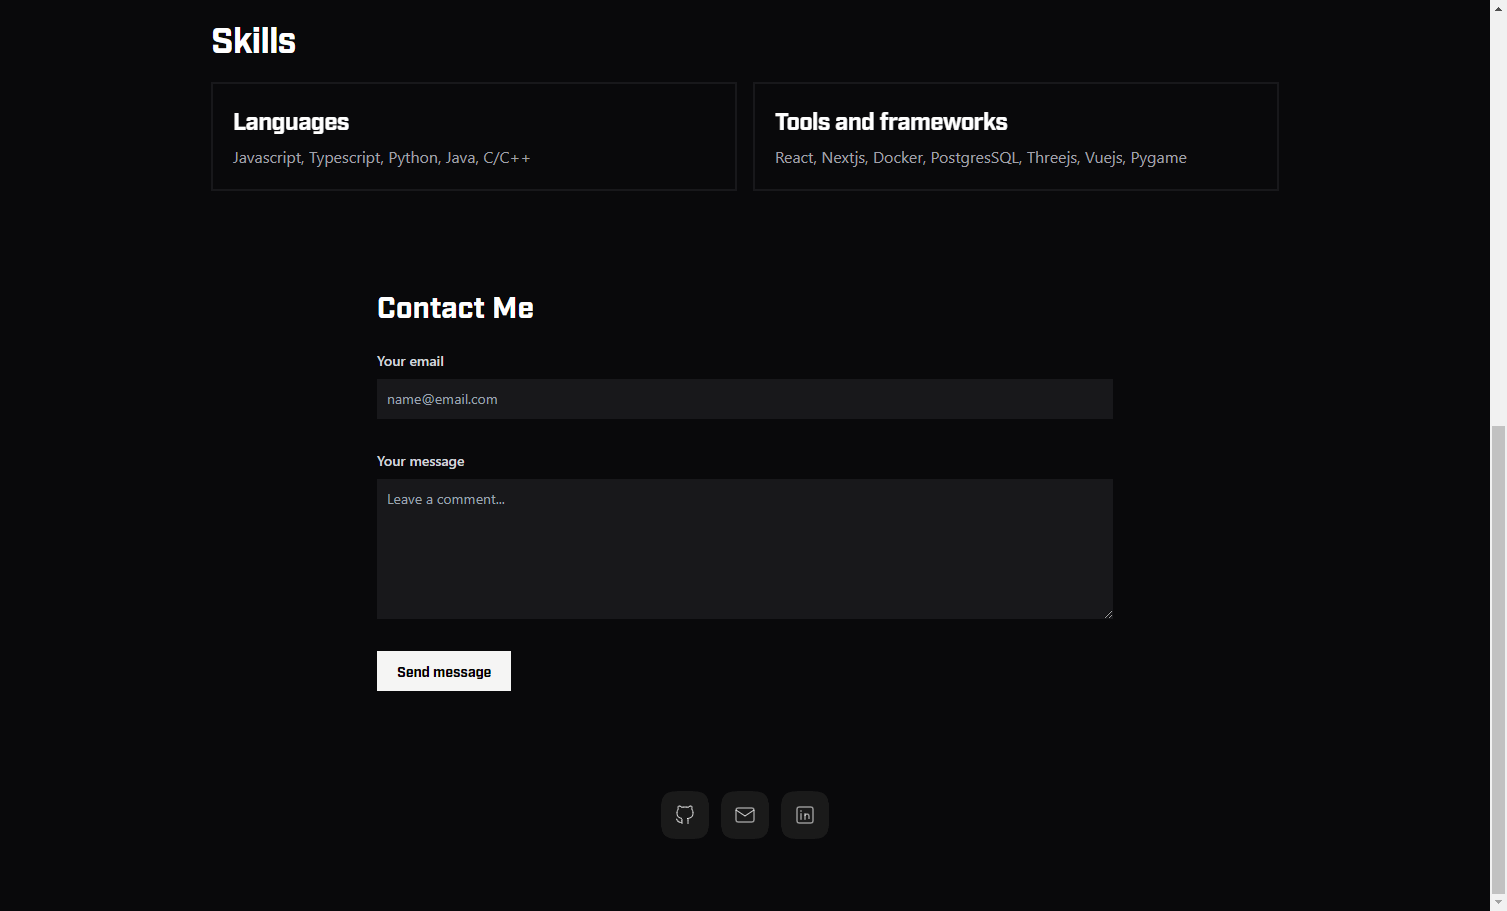 Skills
Languages
Javascript, Typescript, Python, Java, C/C++
Tools and frameworks
React, Nextjs, Docker, PostgresSQL, Threejs, Vuejs, Pygame
Contact Me
Your email
name@email.com
Your message
Leave a comment...
Send message
in